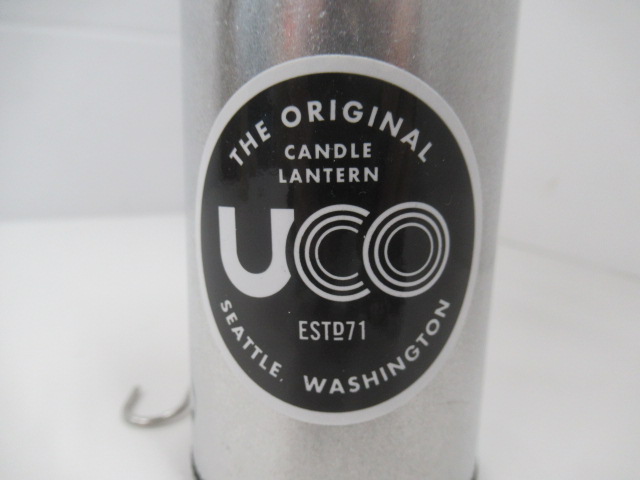 THE ORIGINAL
CANDLE
LANTERN
UCO
ESTD71
SEATTLE, WASHINGTON